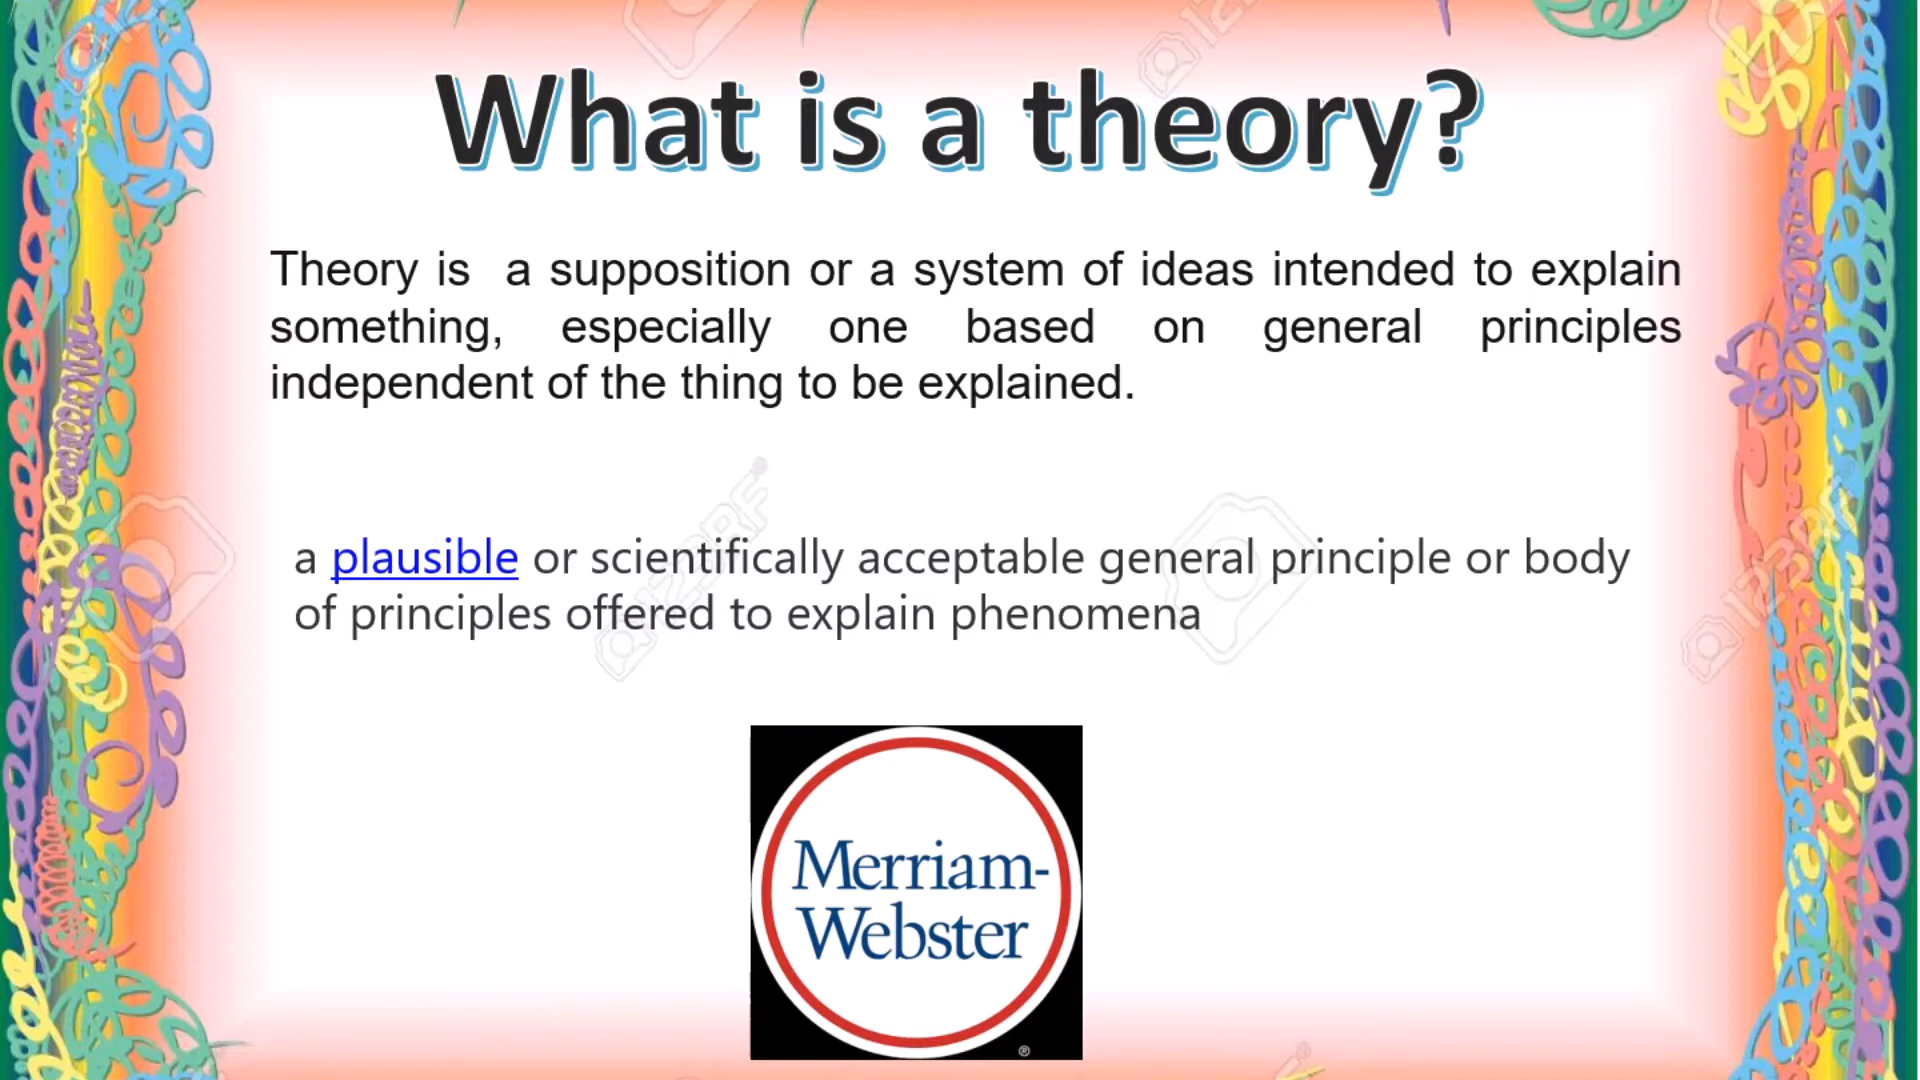 What is a theory?
Theory is a supposition or a system of ideas intended to explain
something, especially one based on general principles
independent of the thing to be explained.
a plausible or scientifically acceptable general principle or body
of principles offered to explain phenomena
123RF
123RF
Merriam-
Webster
®